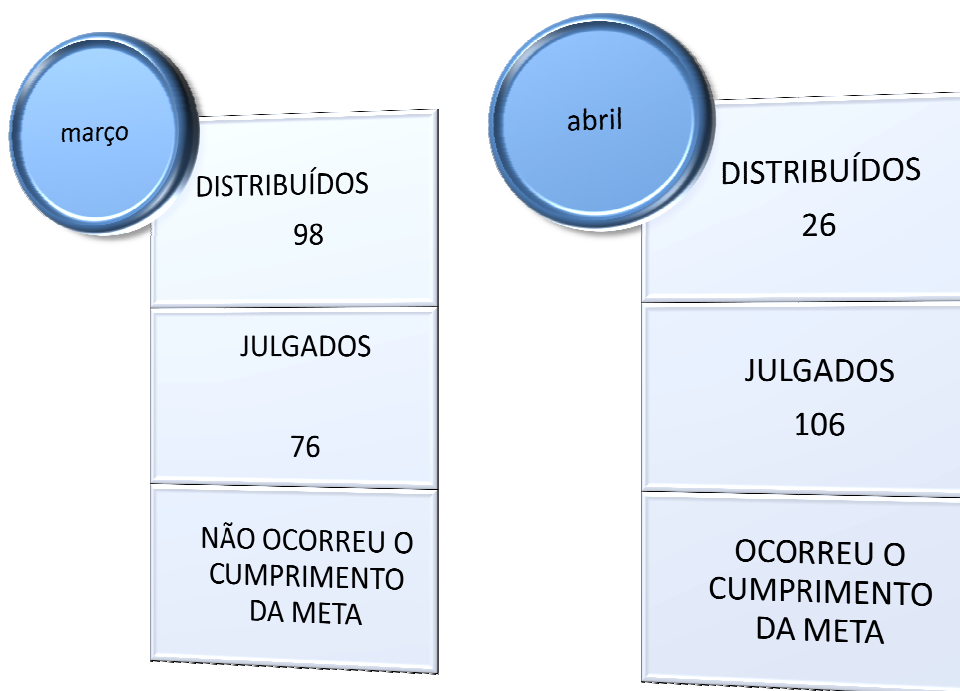 março
DISTRIBUÍDOS
98
JULGADOS
76
NÃO OCORREU O
CUMPRIMENTO
DA META
abril
DISTRIBUÍDOS
26
JULGADOS
106
OCORREU O
CUMPRIMENTO
DA META